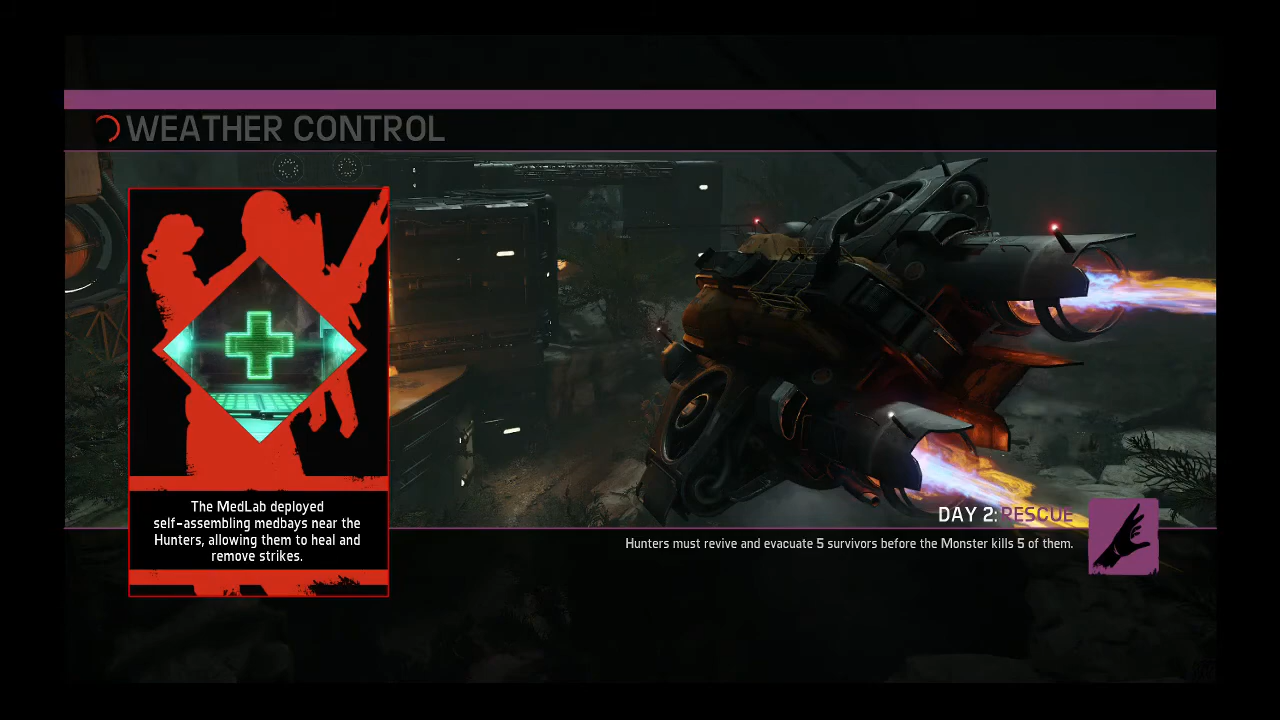 WEATHER CONTROL
The MedLab deployed
self-assembling medbays near the
Hunters, allowing them to heal and
remove strikes.
DAY 2: RESCUE
Hunters must revive and evacuate 5 survivors before the Monster kills 5 of them.